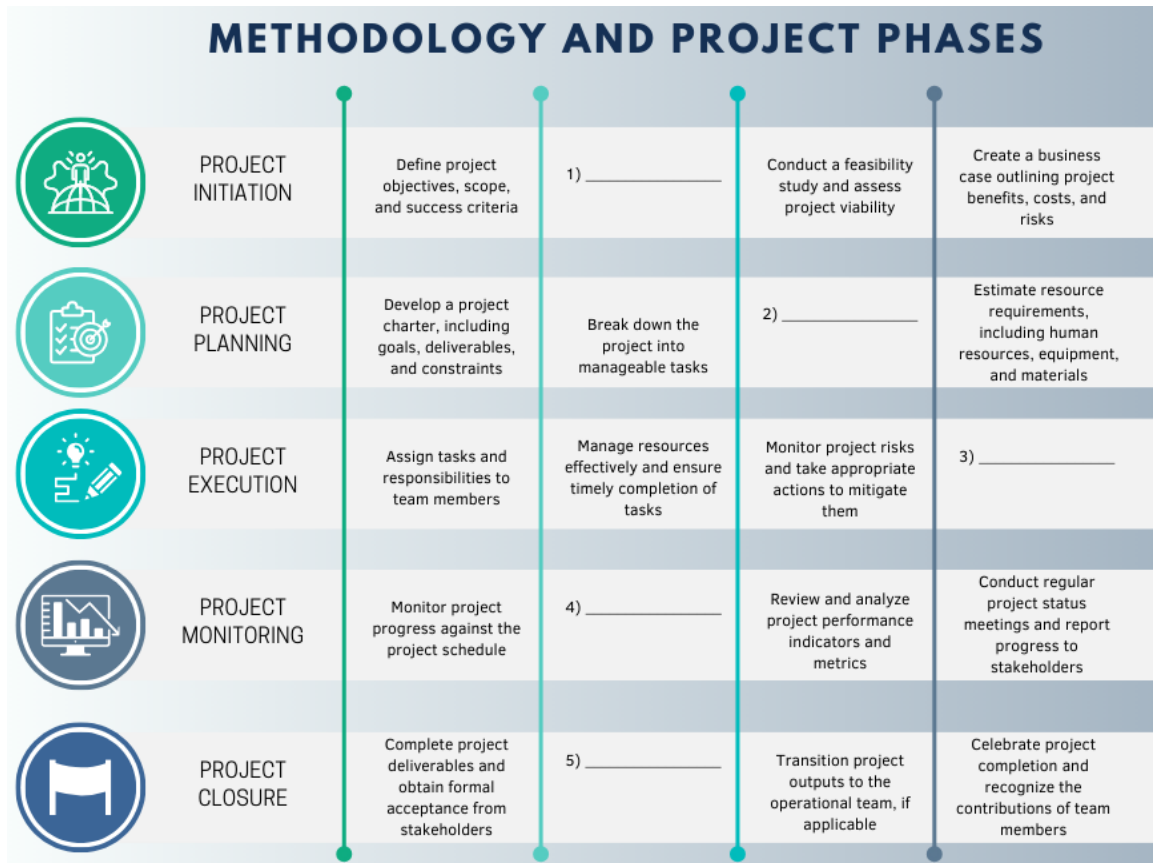 METHODOLOGY AND PROJECT PHASES
PROJECT
INITIATION
Define project
objectives, scope,
and success criteria
1) ________________
Conduct a feasibility
study and assess
project viability
Create a business
case outlining project
benefits, costs, and
risks
PROJECT
PLANNING
Develop a project
charter, including
goals, deliverables,
and constraints
Break down the
project into
manageable tasks
2) ________________
Estimate resource
requirements,
including human
resources, equipment,
and materials
PROJECT
EXECUTION
Assign tasks and
responsibilities to
team members
Manage resources
effectively and ensure
timely completion of
tasks
Monitor project risks
and take appropriate
actions to mitigate
them
3) ________________
PROJECT
MONITORING
Monitor project
progress against the
project schedule
4) ________________
Review and analyze
project performance
indicators and
metrics
Conduct regular
project status
meetings and report
progress to
stakeholders
PROJECT
CLOSURE
Complete project
deliverables and
obtain formal
acceptance from
stakeholders
5) ________________
Transition project
outputs to the
operational team, if
applicable
Celebrate project
completion and
recognize the
contributions of team
members